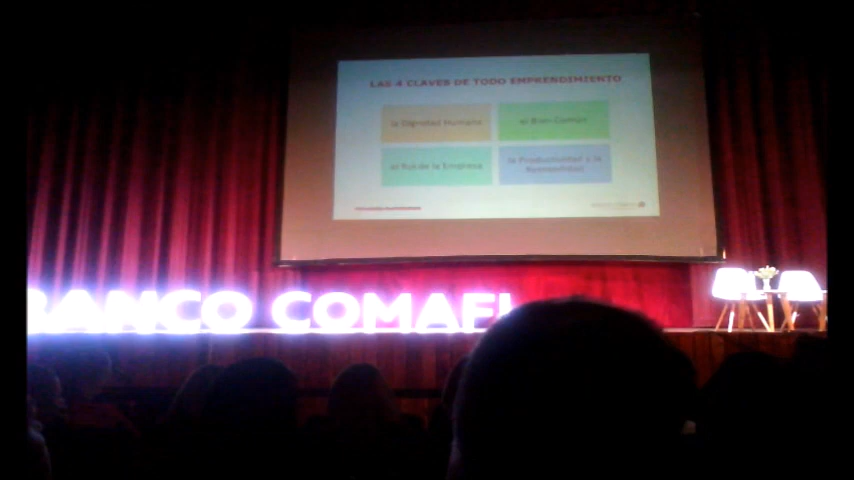 LAS 4 CLAVES DE TODO EMPRENDIMIENTO
la Dignidad Humana
el Bien Común
el Rol de la Empresa
la Productividad y la
BANCO COMAFI